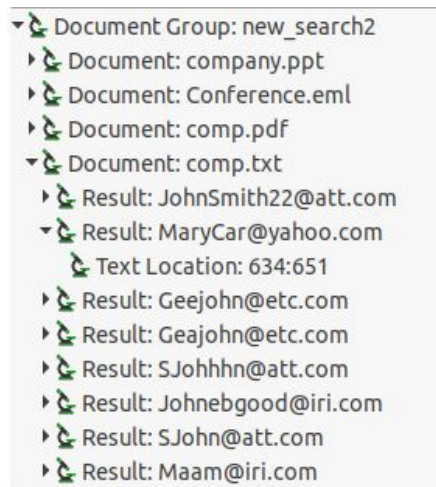 Document Group: new_search2
Document: company.ppt
Document: Conference.eml
Document: comp.pdf
Document: comp.txt
Result: JohnSmith22@att.com
Result: MaryCar@yahoo.com
Text Location: 634:651
Result: Geejohn@etc.com
Result: Geajohn@etc.com
Result: SJohhhn@att.com
Result: Johnebgood@iri.com
Result: SJohn@att.com
Result: Maam@iri.com